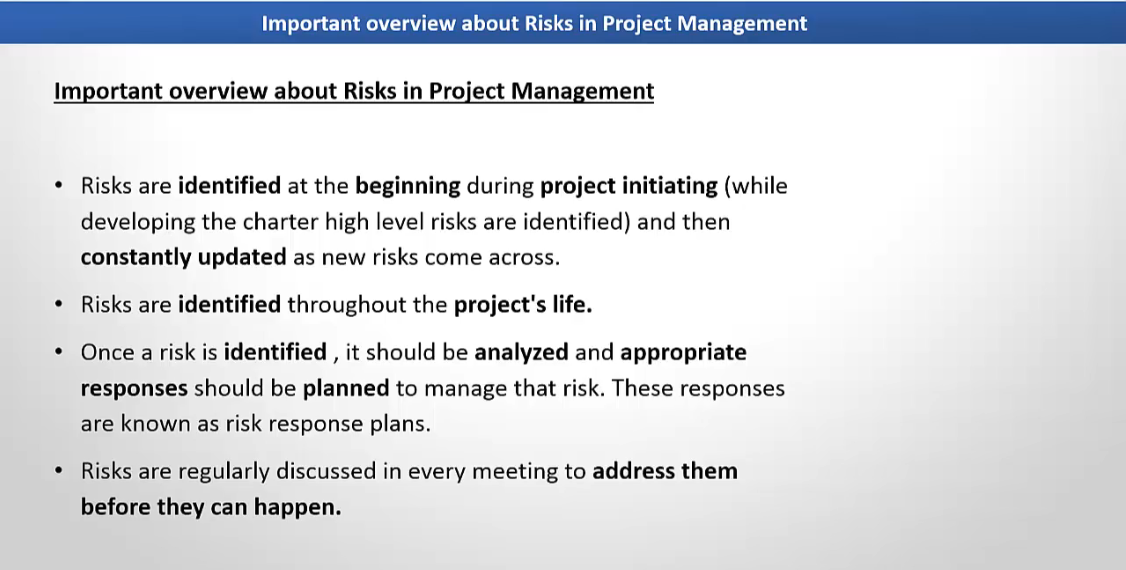 Important overview about Risks in Project Management
Important overview about Risks in Project Management
• Risks are identified at the beginning during project initiating (while
developing the charter high level risks are identified) and then
constantly updated as new risks come across.
• Risks are identified throughout the project's life.
• Once a risk is identified , it should be analyzed and appropriate
responses should be planned to manage that risk. These responses
are known as risk response plans.
• Risks are regularly discussed in every meeting to address them
before they can happen.